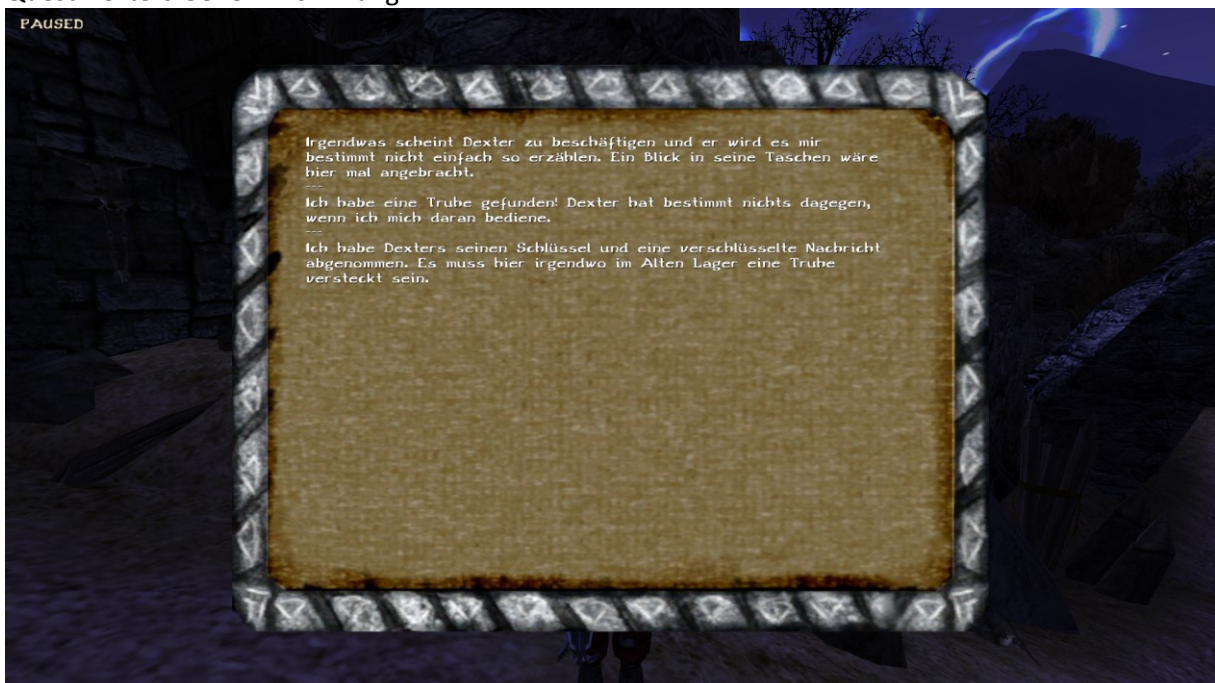 PAUSED
Irgendwas scheint Dexter zu beschäftigen und er wird es mir
bestimmt nicht einfach so erzählen. Ein Blick in seine Taschen wäre
hier mal angebracht.
---
Ich habe eine Truhe gefunden! Dexter hat bestimmt nichts dagegen,
wenn ich mich daran bediene.
---
Ich habe Dexters seinen Schlüssel und eine verschlüsselte Nachricht
abgenommen. Es muss hier irgendwo im Alten Lager eine Truhe
versteckt sein.